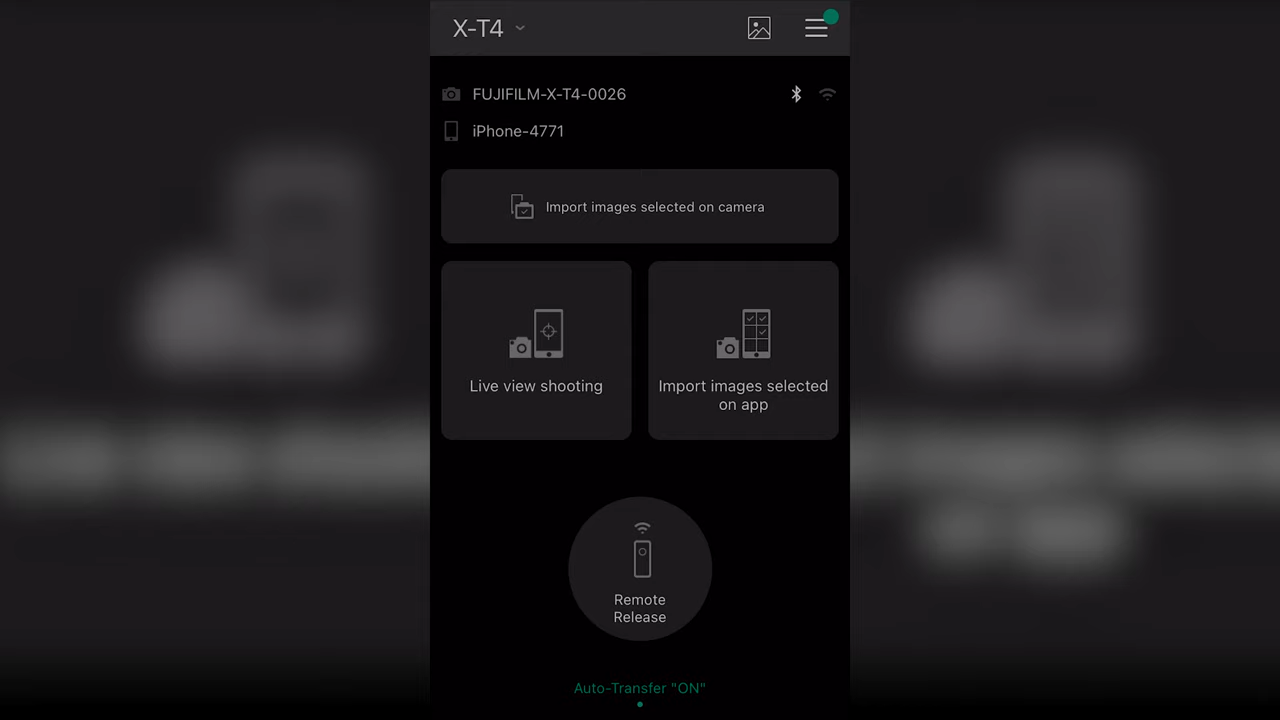 X-T4
FUJIFILM-X-T4-0026
iPhone-4771
Import images selected on camera
Live view shooting
Import images selected
on app
Remote
Release
Auto-Transfer "ON"